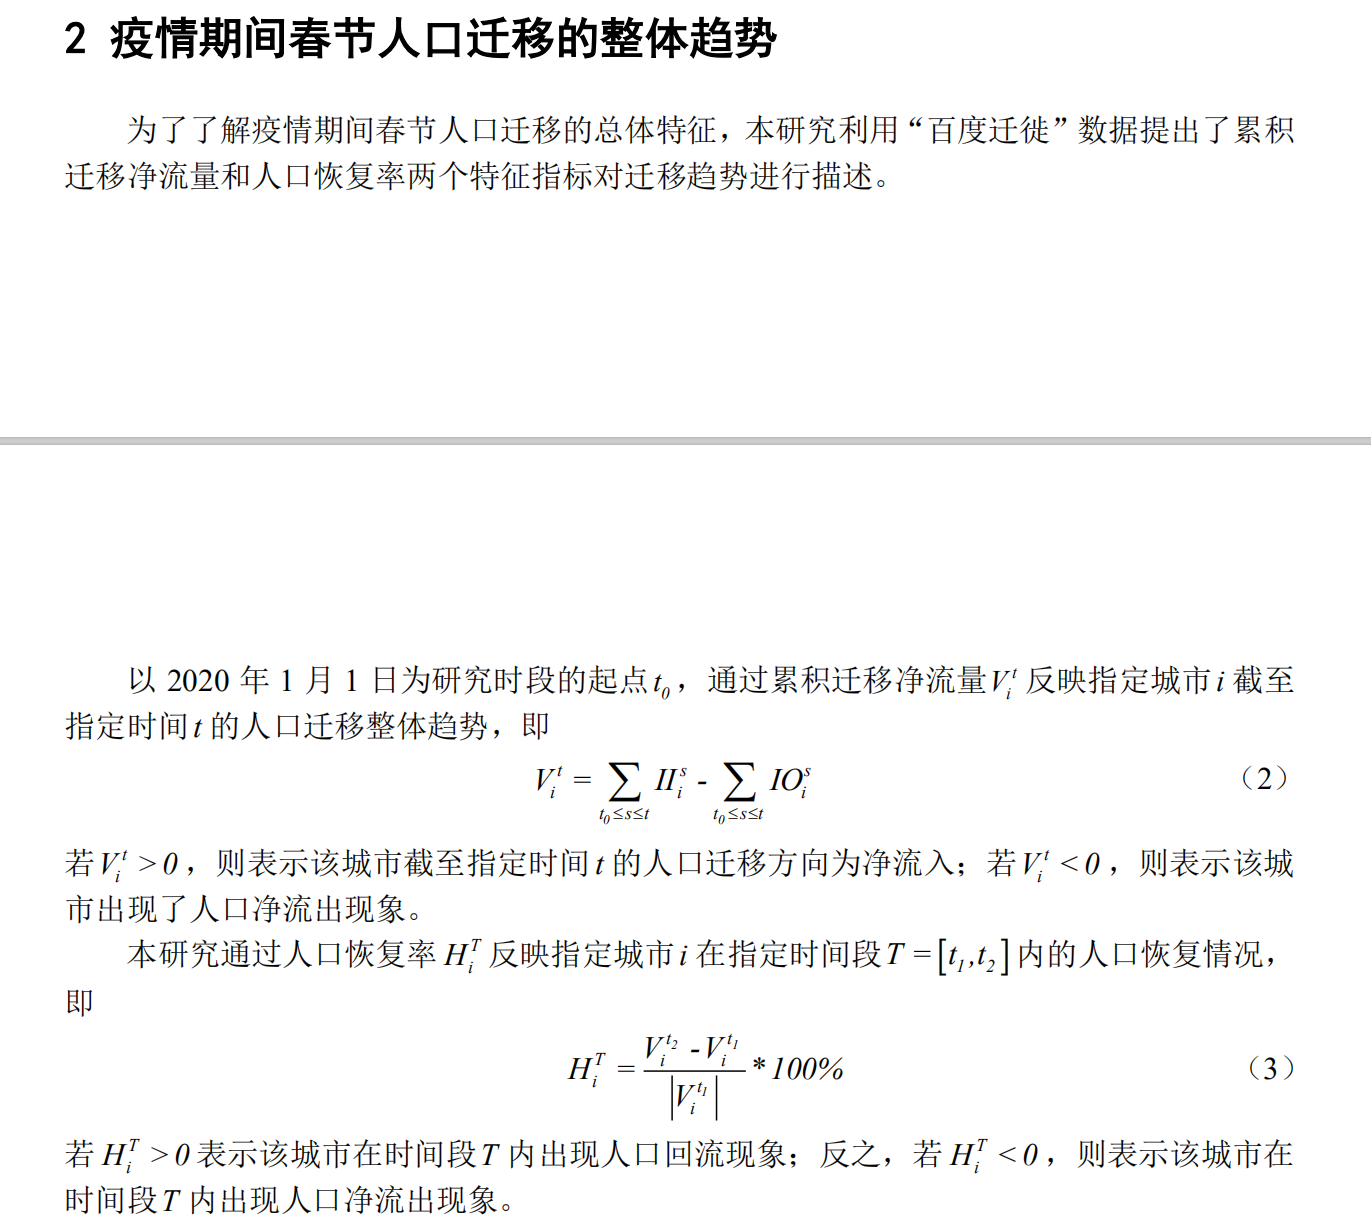 2 疫情期间春节人口迁移的整体趋势
为了了解疫情期间春节人口迁移的总体特征，本研究利用“百度迁徙”数据提出了累积
迁移净流量和人口恢复率两个特征指标对迁移趋势进行描述。
以 2020 年 1 月 1 日为研究时段的起点 $t_0$，通过累积迁移净流量 $V_i^t$ 反映指定城市 $i$ 截至
指定时间 $t$ 的人口迁移整体趋势，即
$V_i^t = \sum_{t_0 \le s \le t} II_i^s - \sum_{t_0 \le s \le t} IO_i^s$ （2）
若 $V_i^t > 0$，则表示该城市截至指定时间 $t$ 的人口迁移方向为净流入；若 $V_i^t < 0$，则表示该城
市出现了人口净流出现象。
本研究通过人口恢复率 $H_i^T$ 反映指定城市 $i$ 在指定时间段 $T = [t_1, t_2]$ 内的人口恢复情况，
即
$H_i^T = \frac{V_i^{t_2} - V_i^{t_1}}{|V_i^{t_1}|} * 100\%$ （3）
若 $H_i^T > 0$ 表示该城市在时间段 $T$ 内出现人口回流现象；反之，若 $H_i^T < 0$，则表示该城市在
时间段 $T$ 内出现人口净流出现象。